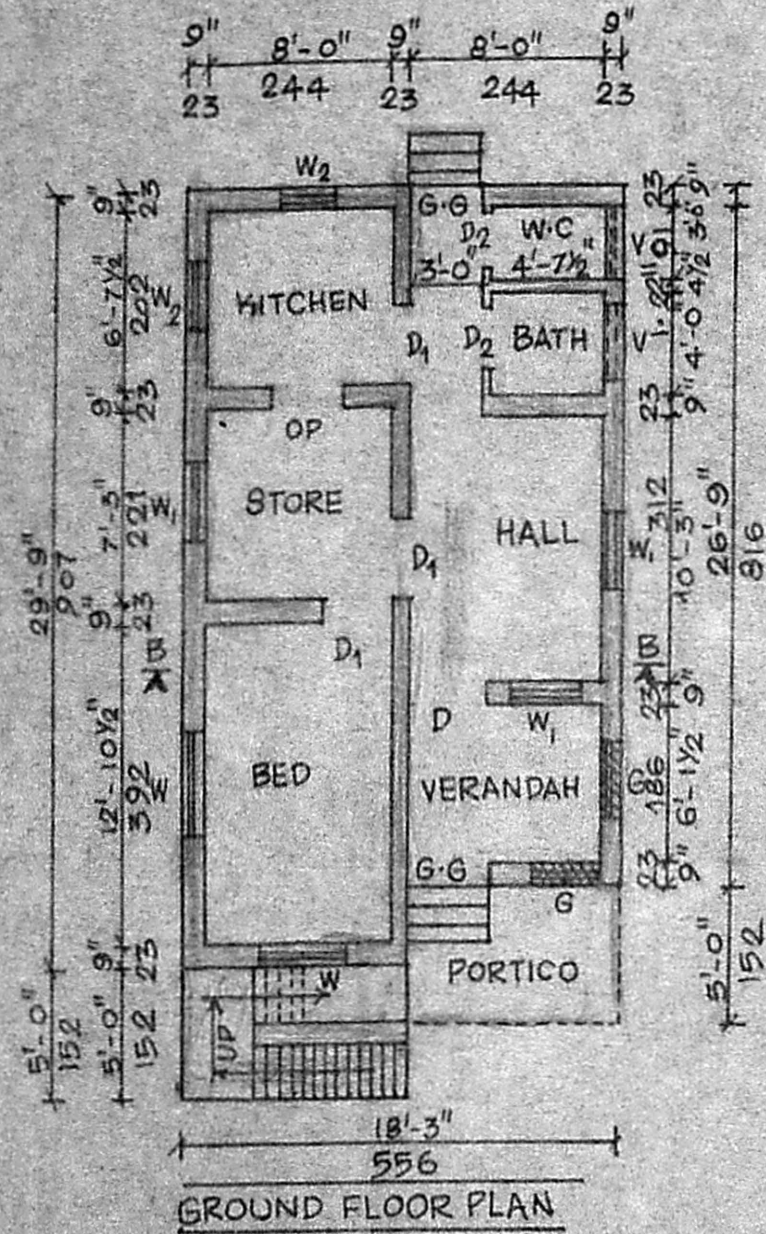 9" 8'-0" 9" 8'-0" 9"
23 244 23 244 23
W2
G.G D2 W.C
3'-0" 4'-7½"
KITCHEN
D1 D2 BATH
OP
STORE
HALL
D1
D1
D W1
BED
VERANDAH
G.G
G
W
PORTICO
UP
29'-9"
907
5'-0"
152
9"
23
6'-7½"
202
W2
9"
23
7'-3"
221
W1
9"
23
B
12'-10½"
392
W
9"
23
5'-0"
152
V
V
W
B
G
23
9"
3'6"
4½"
4'-0"
23
9"
312
10'-3"
23
9"
186
6'-1½"
23
9"
26'-9"
816
5'-0"
152
18'-3"
556
GROUND FLOOR PLAN